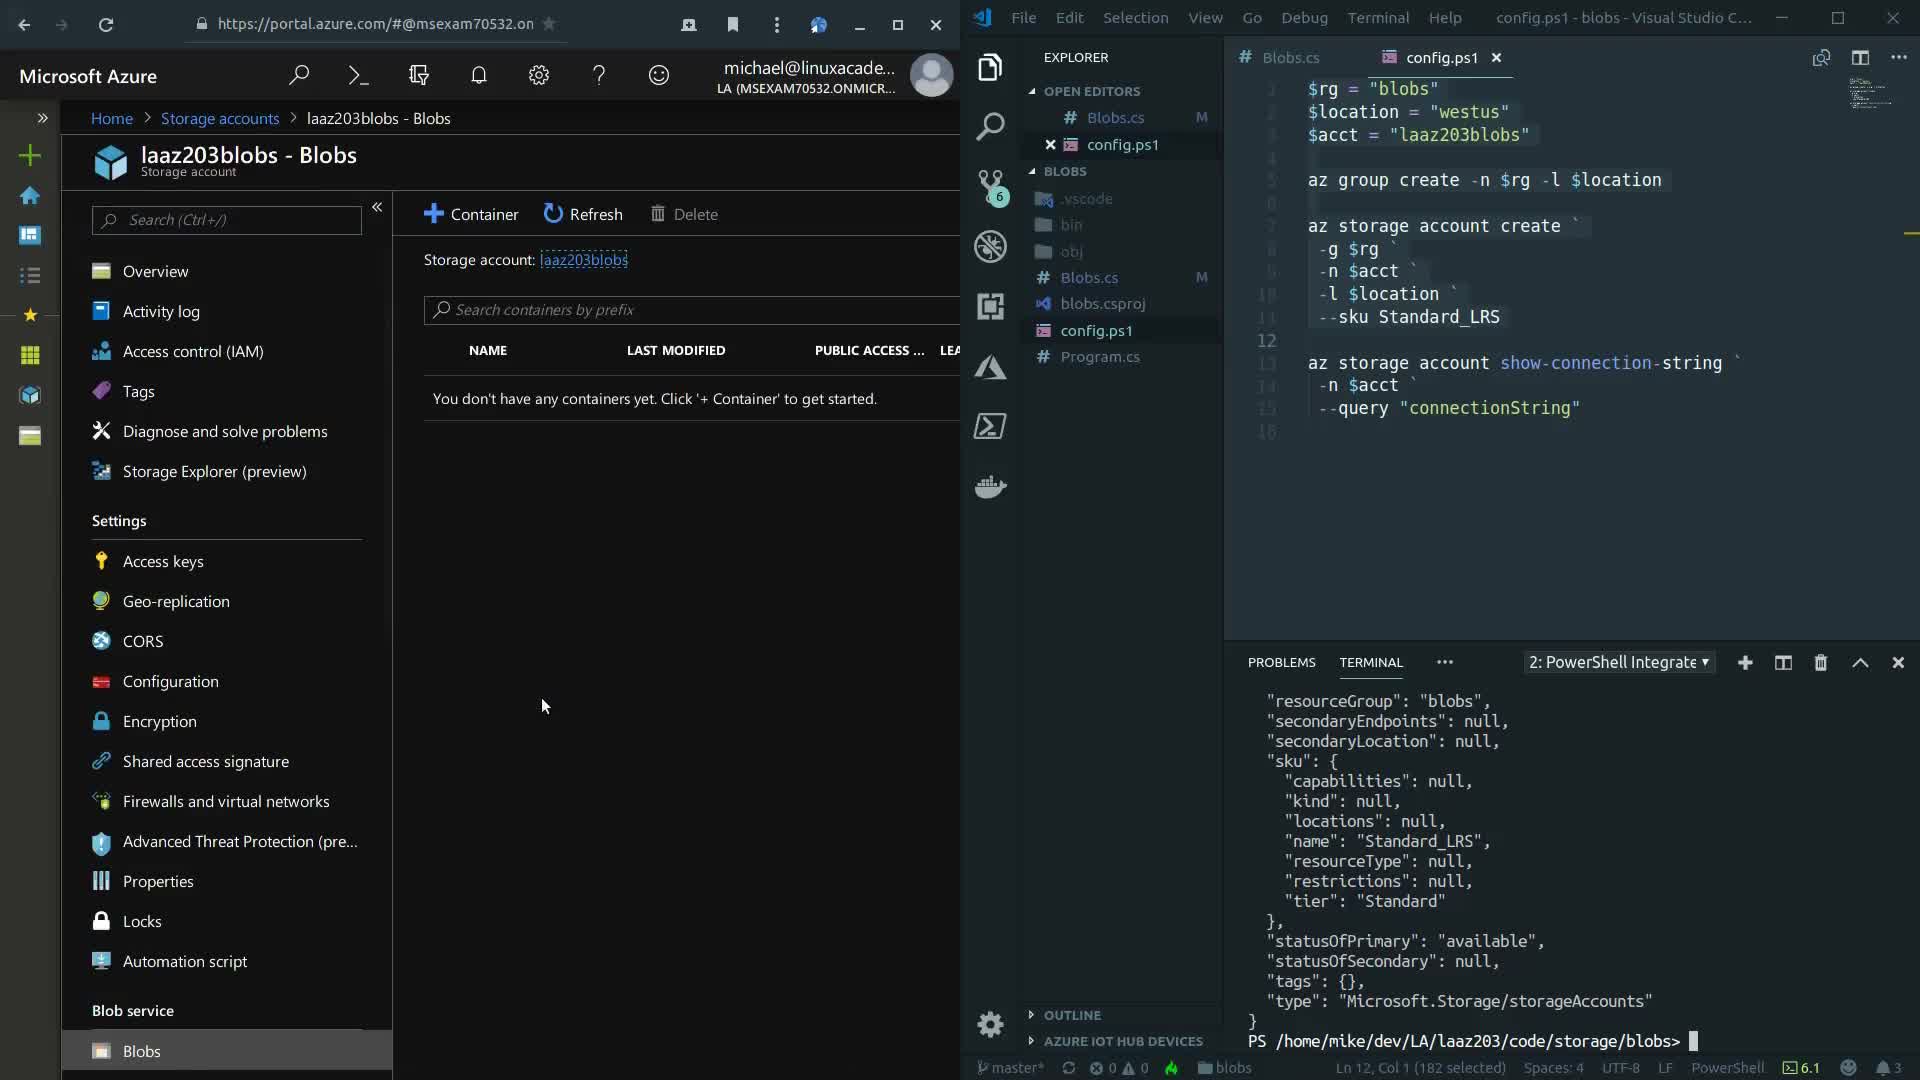 https://portal.azure.com/#@msexam70532.on
Microsoft Azure
michael@linuxacade...
LA (MSEXAM70532.ONMICR...
Home > Storage accounts > laaz203blobs - Blobs
laaz203blobs - Blobs
Storage account
Search (Ctrl+/)
Overview
Activity log
Access control (IAM)
Tags
Diagnose and solve problems
Storage Explorer (preview)
Settings
Access keys
Geo-replication
CORS
Configuration
Encryption
Shared access signature
Firewalls and virtual networks
Advanced Threat Protection (pre...
Properties
Locks
Automation script
Blob service
Blobs
Container Refresh Delete
Storage account: laaz203blobs
Search containers by prefix
NAME LAST MODIFIED PUBLIC ACCESS ... LEA
You don't have any containers yet. Click '+ Container' to get started.
File Edit Selection View Go Debug Terminal Help config.ps1 - blobs - Visual Studio C...
EXPLORER
OPEN EDITORS
Blobs.cs M
config.ps1
BLOBS
.vscode
bin
obj
Blobs.cs M
blobs.csproj
config.ps1
Program.cs
OUTLINE
AZURE IOT HUB DEVICES
6
Blobs.cs config.ps1
1 $rg = "blobs"
2 $location = "westus"
3 $acct = "laaz203blobs"
4
5 az group create -n $rg -l $location
6
7 az storage account create `
8 -g $rg `
9 -n $acct `
10 -l $location `
11 --sku Standard_LRS
12
13 az storage account show-connection-string `
14 -n $acct `
15 --query "connectionString"
16
PROBLEMS TERMINAL ... 2: PowerShell Integrate
"resourceGroup": "blobs",
"secondaryEndpoints": null,
"secondaryLocation": null,
"sku": {
"capabilities": null,
"kind": null,
"locations": null,
"name": "Standard_LRS",
"resourceType": null,
"restrictions": null,
"tier": "Standard"
},
"statusOfPrimary": "available",
"statusOfSecondary": null,
"tags": {},
"type": "Microsoft.Storage/storageAccounts"
}
PS /home/mike/dev/LA/laaz203/code/storage/blobs>
master* 0 0 blobs Ln 12, Col 1 (182 selected) Spaces: 4 UTF-8 LF PowerShell 6.1 3